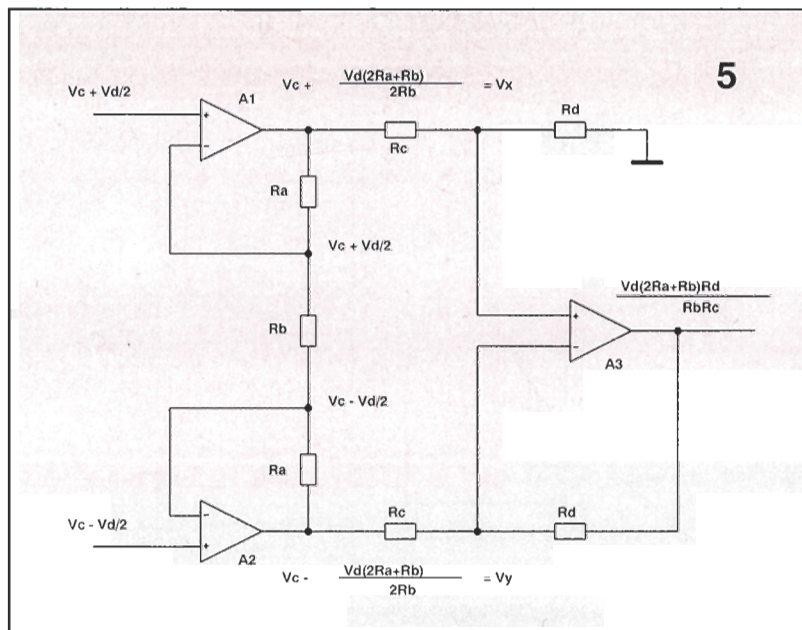 5
Vc + Vd/2
A1
Vc + Vd(2Ra+Rb) = Vx
2Rb
+
-
Rc
Rd
Ra
Vc + Vd/2
Vd(2Ra+Rb)Rd
RbRc
Rb
+
-
A3
Vc - Vd/2
Ra
Vc - Vd/2
-
+
A2
Rc
Rd
Vc - Vd(2Ra+Rb) = Vy
2Rb